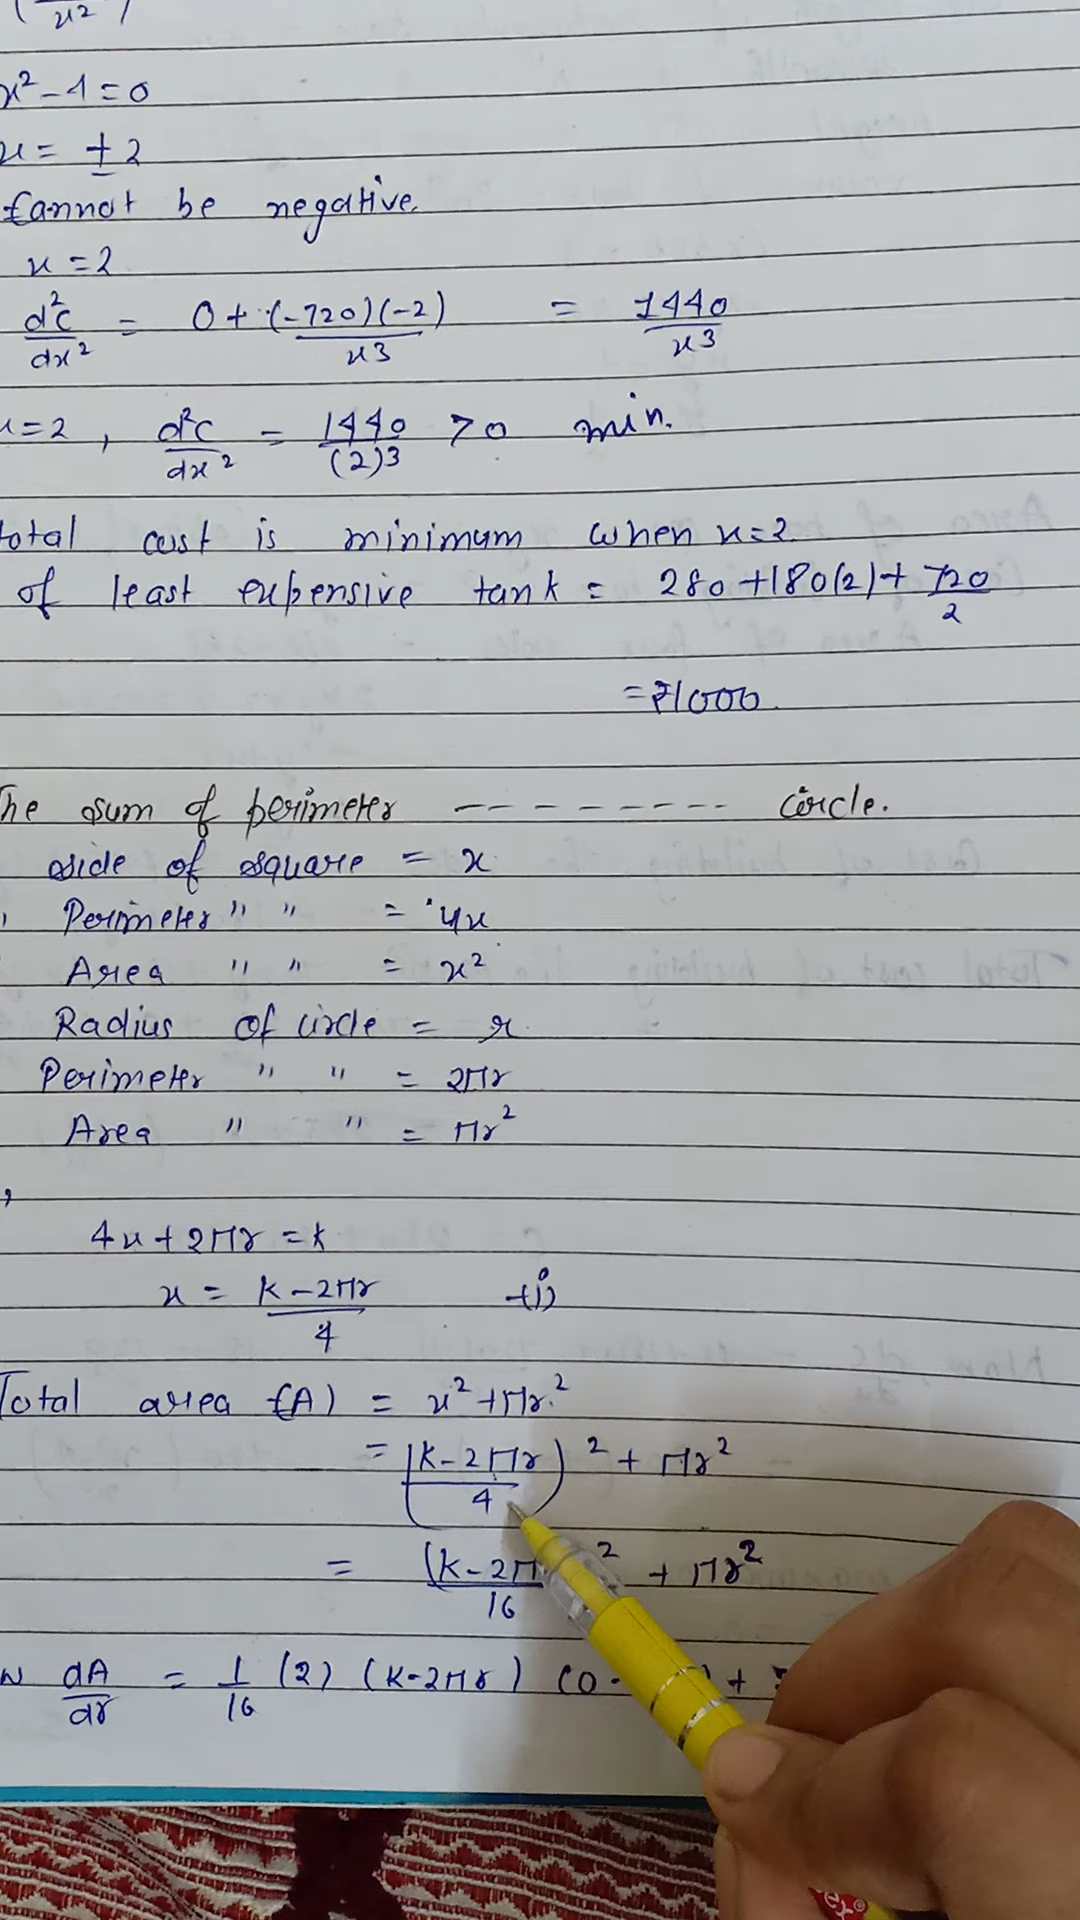 x²
x² - 4 = 0
x = ± 2
cannot be negative.
x = 2
d²C/dx² = 0 + (-720)(-2)/x3 = 1440/x3
x = 2, d²C/dx² = 1440/(2)3 > 0 min.
total cost is minimum when x = 2
of least expensive tank = 280 + 180(2) + 720/2
= ₹1000
The sum of perimeter --------- circle.
side of square = x
Perimeter " " = 4x
Area " " = x²
Radius of circle = r
Perimeter " " = 2πr
Area " " = πr²
,
4x + 2πr = k
x = k - 2πr/4 -(i)
Total area (A) = x² + πr²
= (k - 2πr/4)² + πr²
= (k - 2π ²/16 + πr²
dA/dr = 1/16 (2) (k - 2πr) (0 - ) +